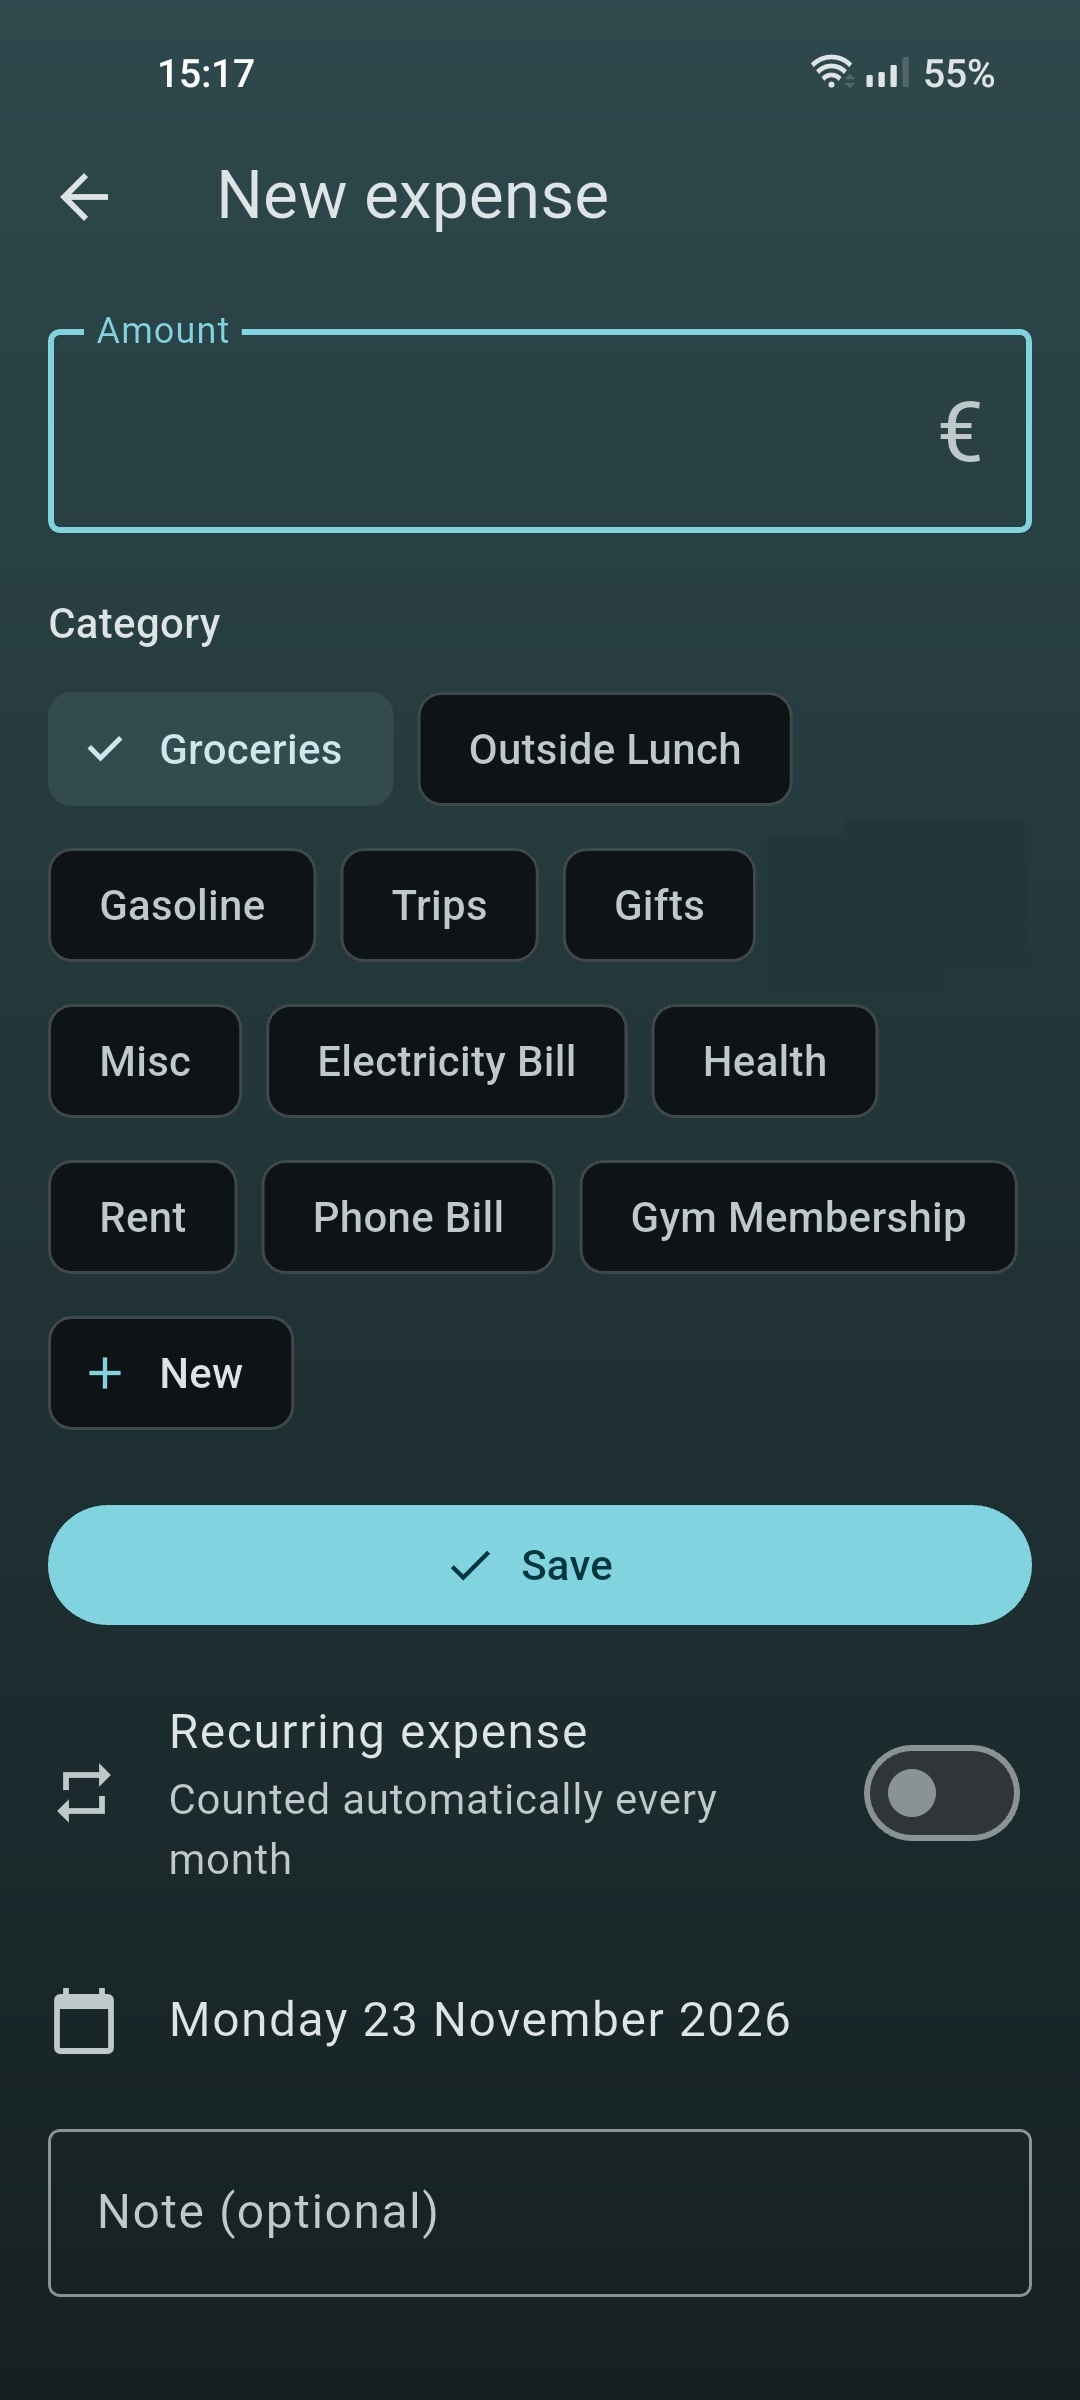 15:17 55%
New expense
Amount
€
Category
Groceries Outside Lunch
Gasoline Trips Gifts
Misc Electricity Bill Health
Rent Phone Bill Gym Membership
New
Save
Recurring expense
Counted automatically every
month
Monday 23 November 2026
Note (optional)